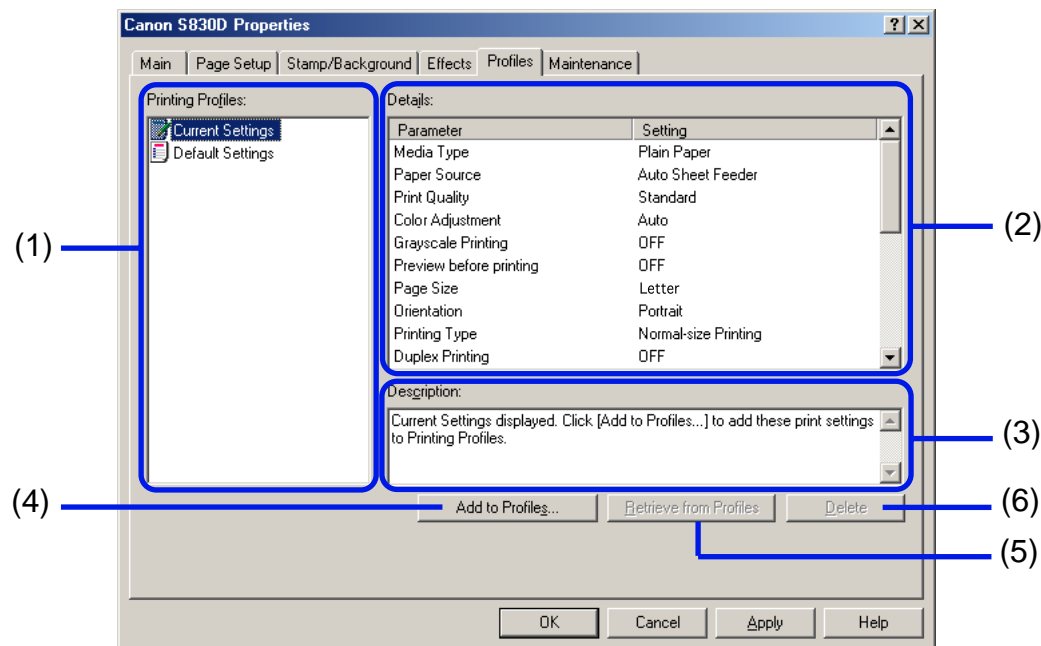 Canon S830D Properties
Main Page Setup Stamp/Background Effects Profiles Maintenance
Printing Profiles:
Current Settings
Default Settings
Details:
Parameter Setting
Media Type Plain Paper
Paper Source Auto Sheet Feeder
Print Quality Standard
Color Adjustment Auto
Grayscale Printing OFF
Preview before printing OFF
Page Size Letter
Orientation Portrait
Printing Type Normal-size Printing
Duplex Printing OFF
Description:
Current Settings displayed. Click [Add to Profiles...] to add these print settings
to Printing Profiles.
Add to Profiles... Retrieve from Profiles Delete
OK Cancel Apply Help
(1)
(2)
(3)
(4)
(6)
(5)